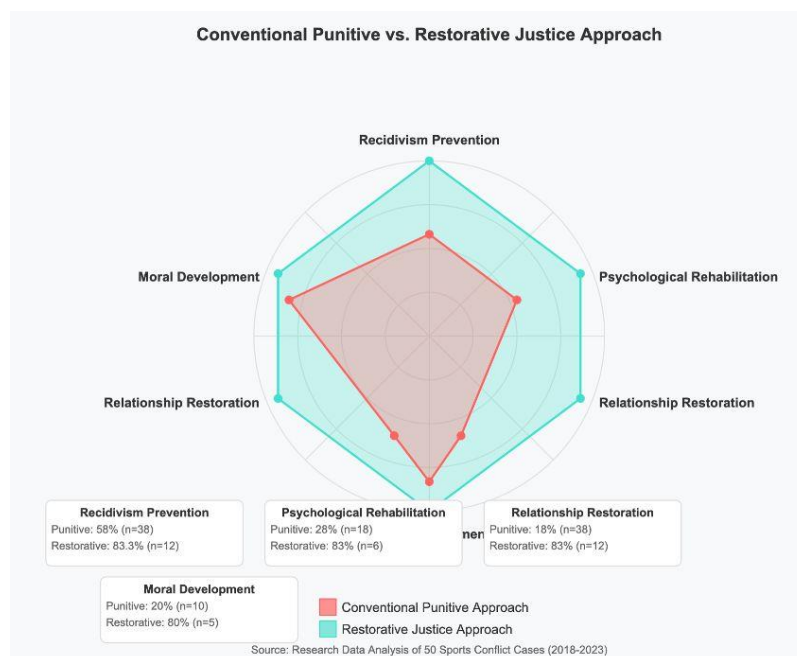 Conventional Punitive vs. Restorative Justice Approach
Recidivism Prevention
Moral Development
Psychological Rehabilitation
Relationship Restoration
Relationship Restoration
Recidivism Prevention
Punitive: 58% (n=38)
Restorative: 83.3% (n=12)
Psychological Rehabilitation
Punitive: 28% (n=18)
Restorative: 83% (n=6)
Relationship Restoration
Punitive: 18% (n=38)
Restorative: 83% (n=12)
Moral Development
Punitive: 20% (n=10)
Restorative: 80% (n=5)
Conventional Punitive Approach
Restorative Justice Approach
Source: Research Data Analysis of 50 Sports Conflict Cases (2018-2023)